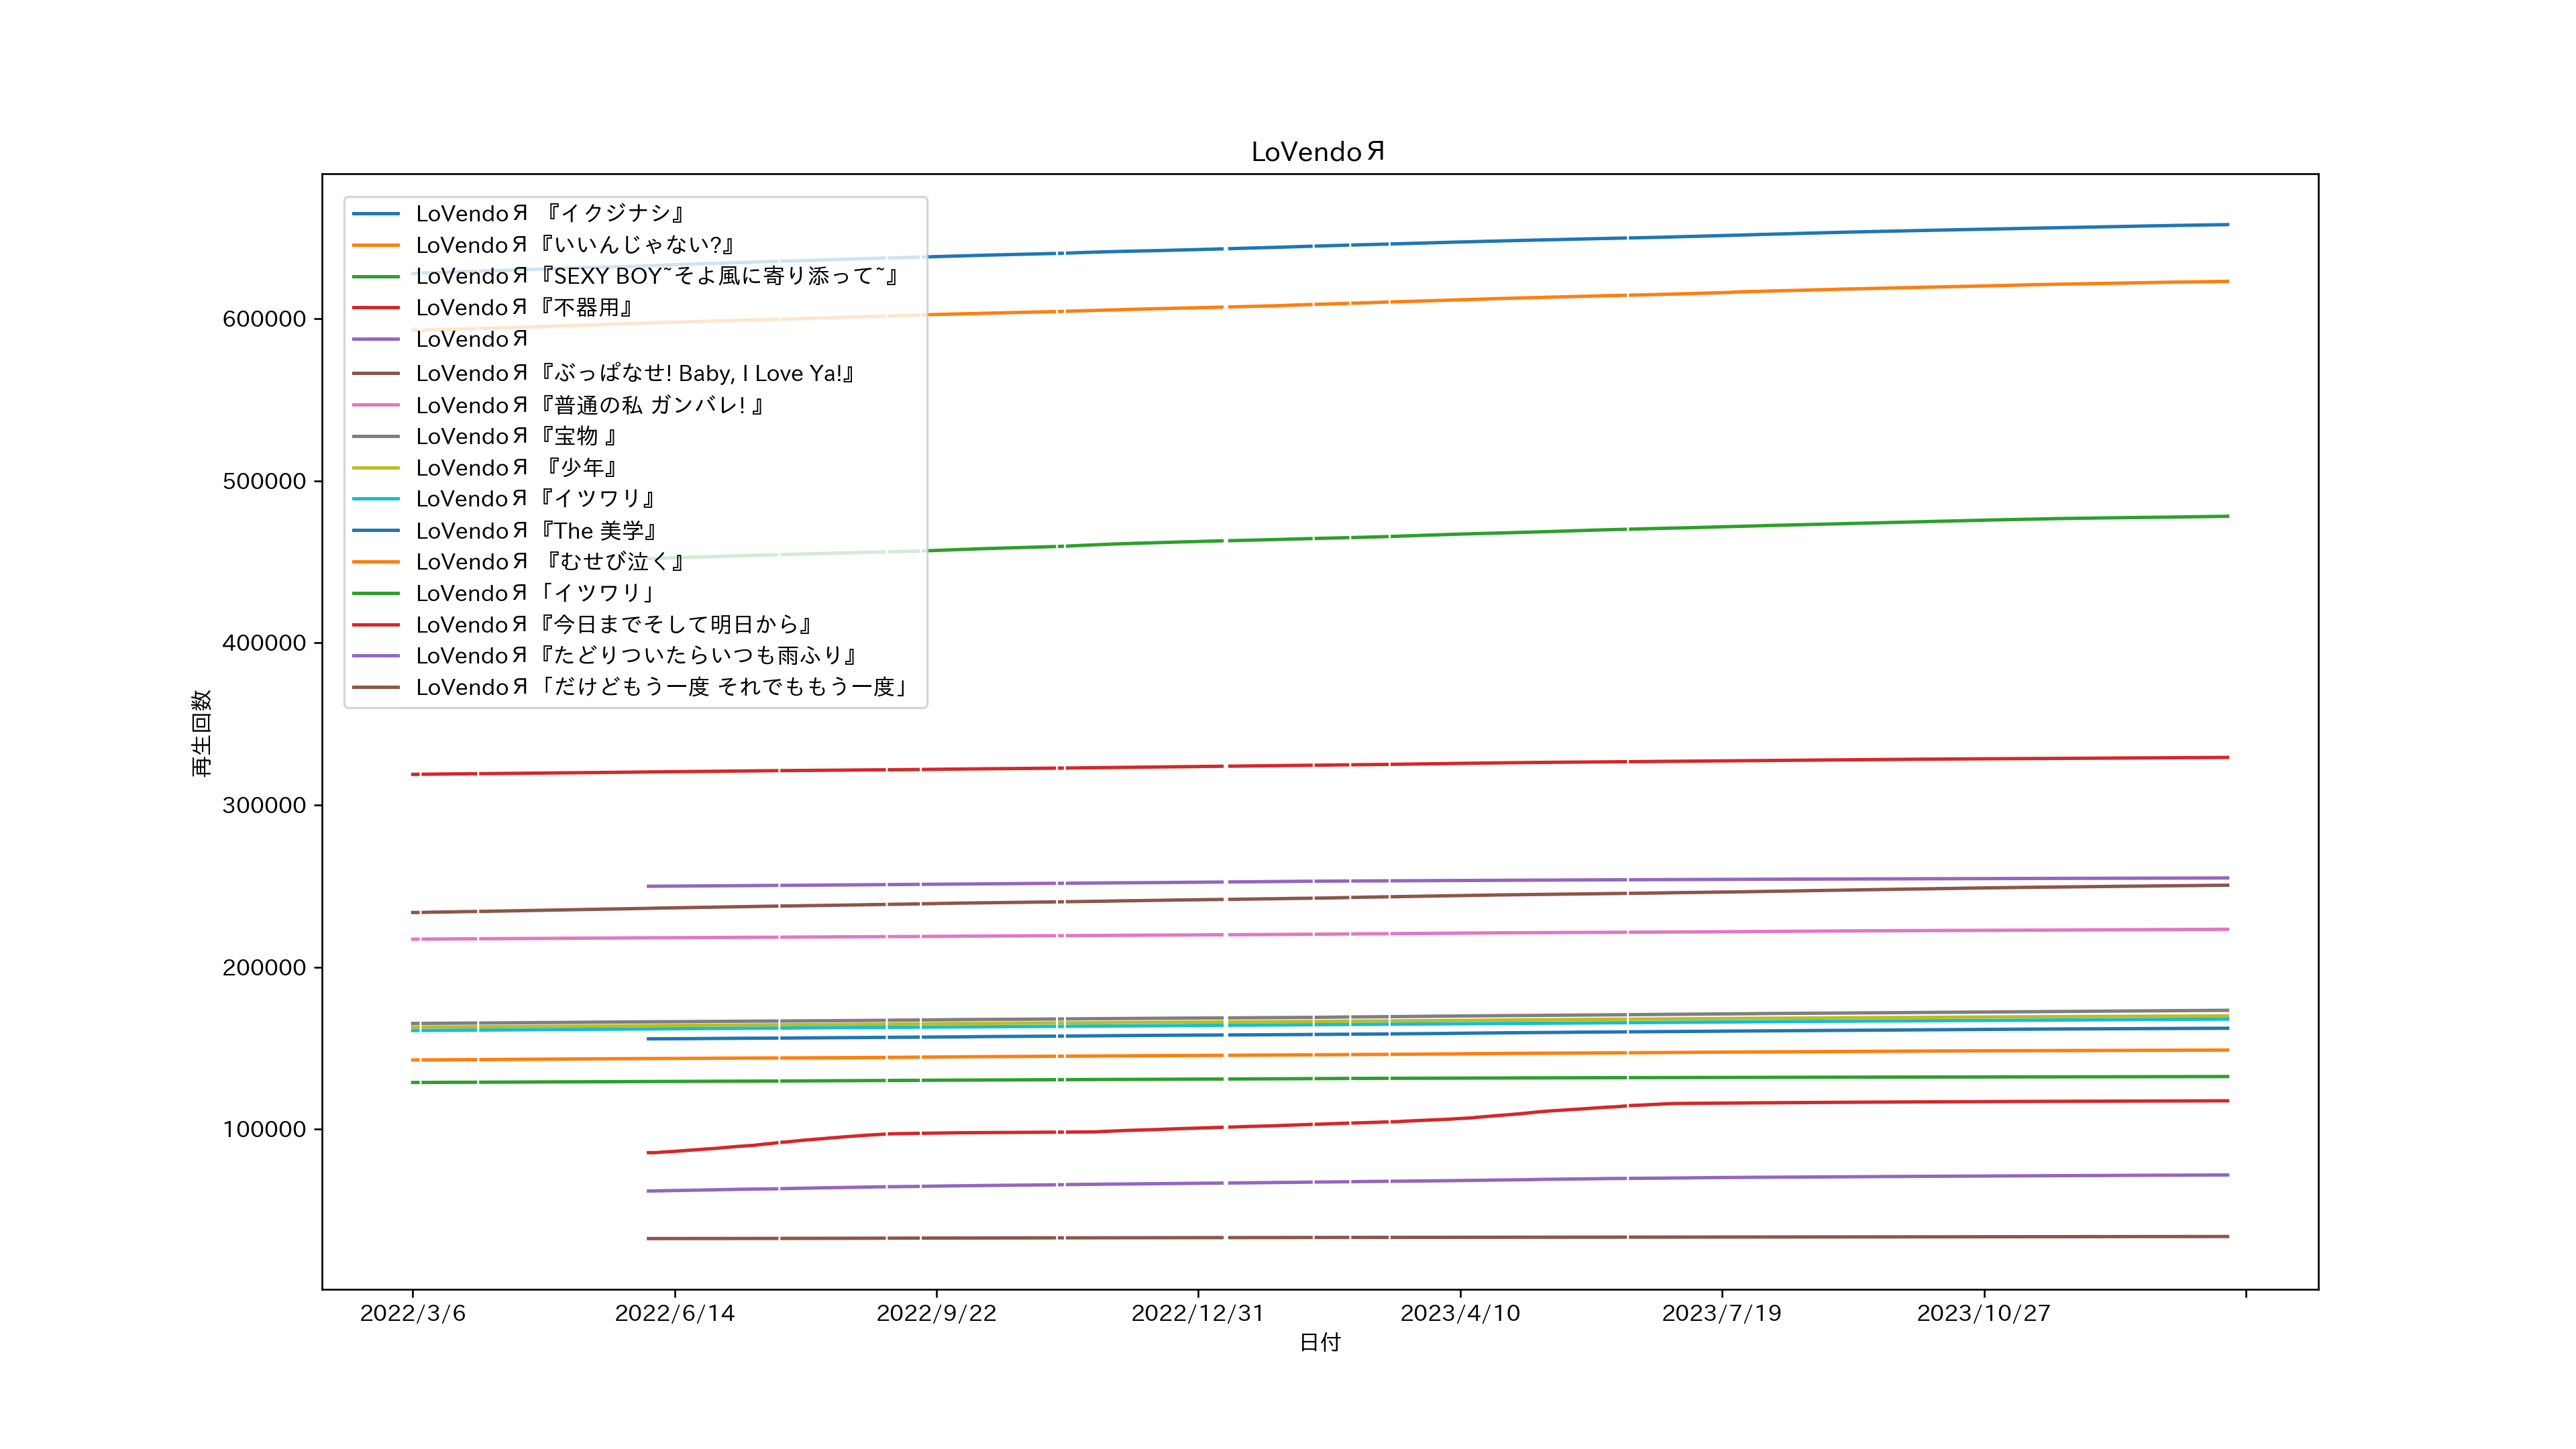 LoVendoЯ
LoVendoЯ 『イクジナシ』
LoVendoЯ『いいんじゃない?』
LoVendoЯ『SEXY BOY~そよ風に寄り添って~』
LoVendoЯ『不器用』
LoVendoЯ
LoVendoЯ『ぶっぱなせ! Baby, I Love Ya!』
LoVendoЯ『普通の私 ガンバレ! 』
LoVendoЯ『宝物 』
LoVendoЯ 『少年』
LoVendoЯ『イツワリ』
LoVendoЯ『The 美学』
LoVendoЯ 『むせび泣く』
LoVendoЯ「イツワリ」
LoVendoЯ『今日までそして明日から』
LoVendoЯ『たどりついたらいつも雨ふり』
LoVendoЯ「だけどもう一度 それでももう一度」
600000
500000
400000
300000
200000
100000
再生回数
2022/3/6
2022/6/14
2022/9/22
2022/12/31
2023/4/10
2023/7/19
2023/10/27
日付